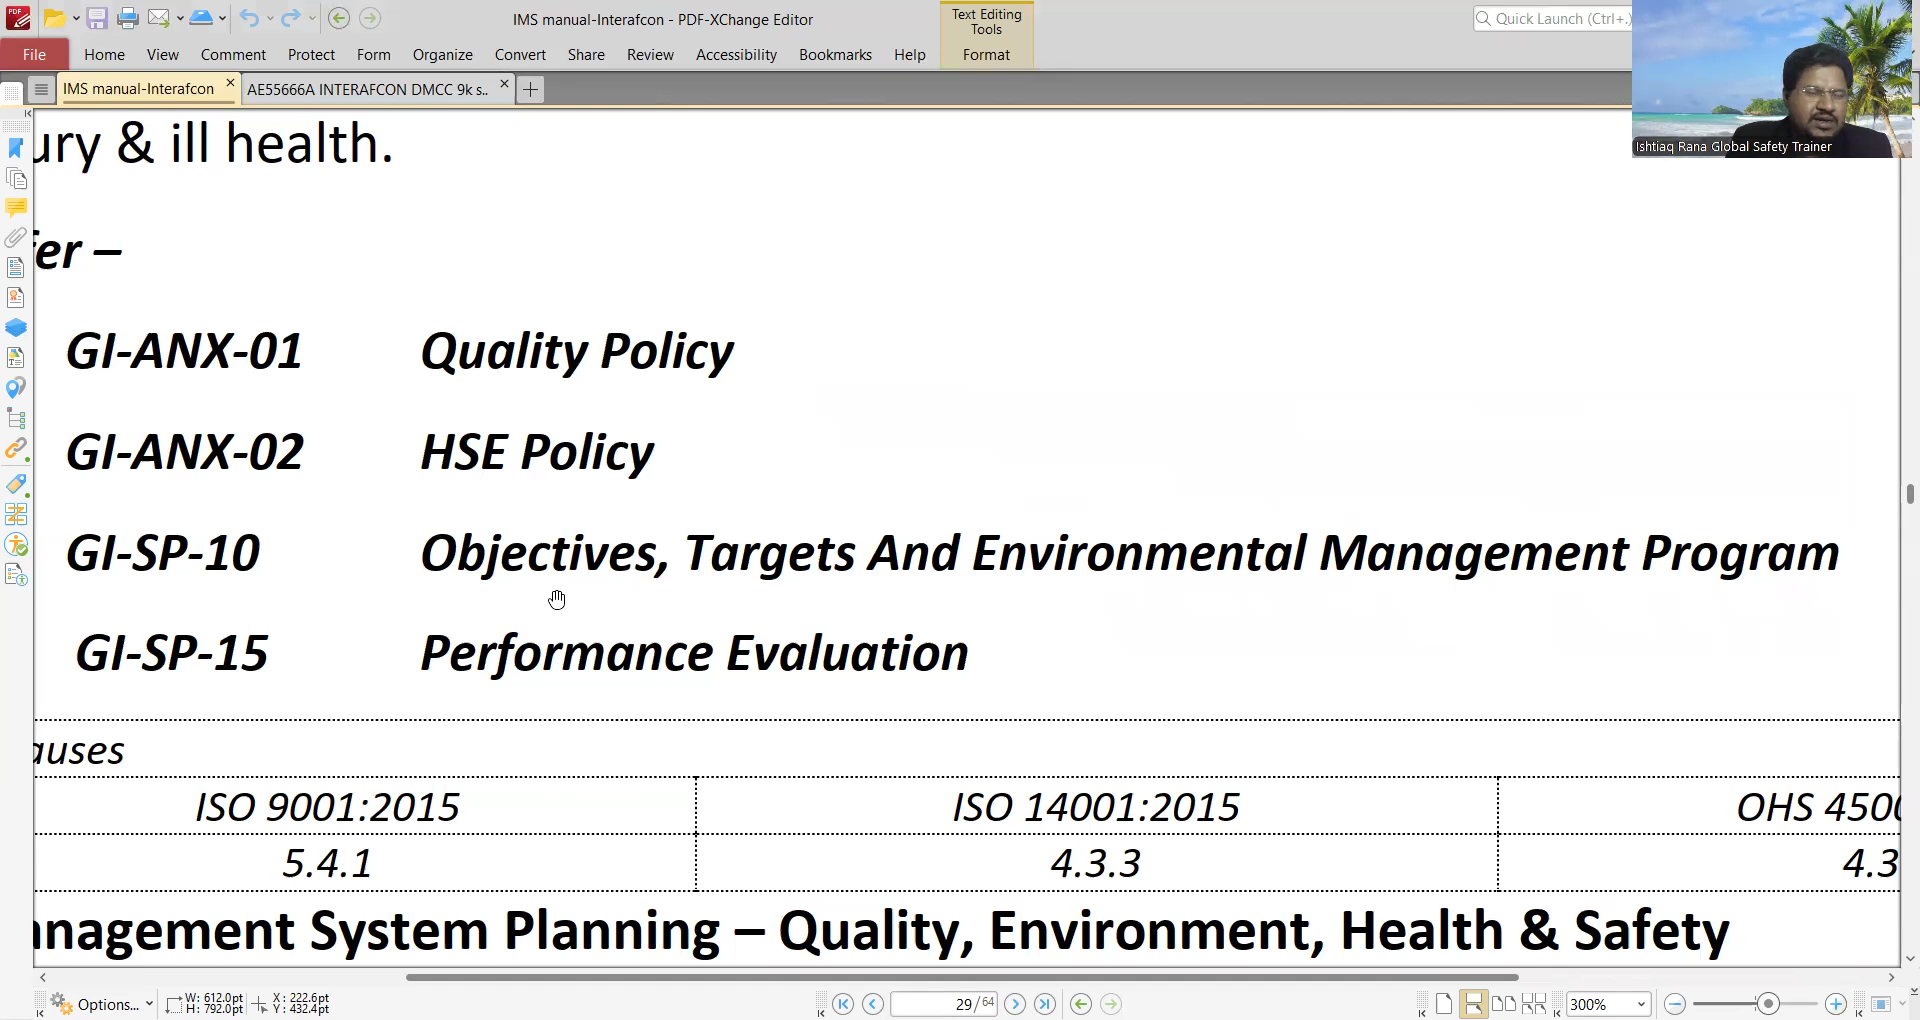 IMS manual-Interafcon - PDF-XChange Editor
Text Editing Tools
Quick Launch (Ctrl+.)
File Home View Comment Protect Form Organize Convert Share Review Accessibility Bookmarks Help Format
IMS manual-Interafcon × AE55666A INTERAFCON DMCC 9k s.. × +
Ishtiaq Rana Global Safety Trainer
ury & ill health.
fer –
GI-ANX-01 Quality Policy
GI-ANX-02 HSE Policy
GI-SP-10 Objectives, Targets And Environmental Management Program
GI-SP-15 Performance Evaluation
auses
ISO 9001:2015 ISO 14001:2015 OHS 4500
5.4.1 4.3.3 4.3
anagement System Planning – Quality, Environment, Health & Safety
Options... W: 612.0pt H: 792.0pt X: 222.6pt Y: 432.4pt 29 / 64 300%